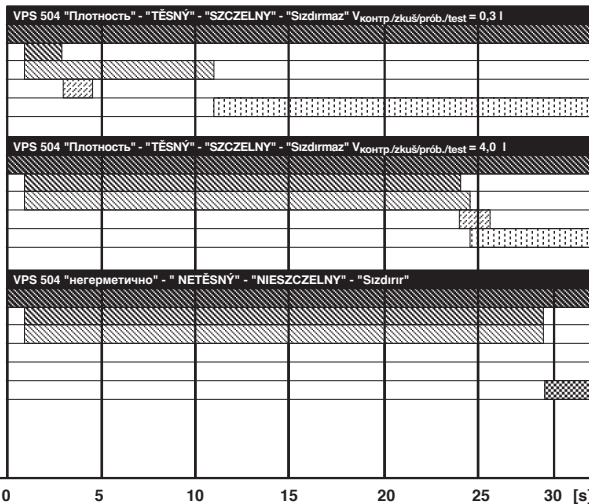 VPS 504 "Плотность" - "TĚSNÝ" - "SZCZELNY" - "Sızdırmaz" Vконтр./zkuš/prób./test = 0,3 l
VPS 504 "Плотность" - "TĚSNÝ" - "SZCZELNY" - "Sızdırmaz" Vконтр./zkuš/prób./test = 4,0 l
VPS 504 "негерметично" - " NETĚSNÝ" - "NIESZCZELNY" - "Sızdırır"
0 5 10 15 20 25 30 [s]